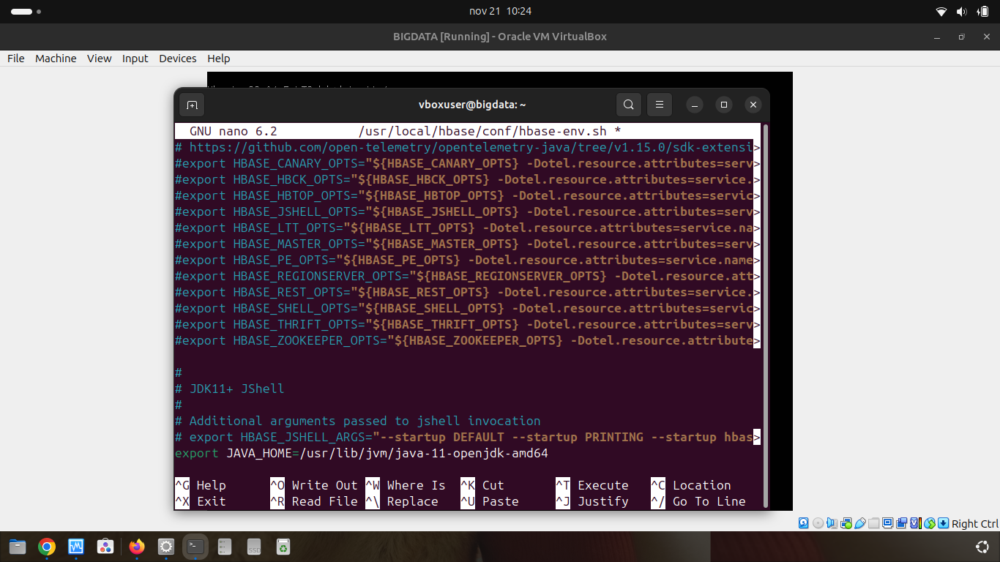 nov 21 10:24
BIGDATA [Running] - Oracle VM VirtualBox
File Machine View Input Devices Help
vboxuser@bigdata: ~
GNU nano 6.2 /usr/local/hbase/conf/hbase-env.sh *
# https://github.com/open-telemetry/opentelemetry-java/tree/v1.15.0/sdk-extensi>
#export HBASE_CANARY_OPTS="${HBASE_CANARY_OPTS} -Dotel.resource.attributes=serv>
#export HBASE_HBCK_OPTS="${HBASE_HBCK_OPTS} -Dotel.resource.attributes=service.>
#export HBASE_HBTOP_OPTS="${HBASE_HBTOP_OPTS} -Dotel.resource.attributes=servic>
#export HBASE_JSHELL_OPTS="${HBASE_JSHELL_OPTS} -Dotel.resource.attributes=serv>
#export HBASE_LTT_OPTS="${HBASE_LTT_OPTS} -Dotel.resource.attributes=service.na>
#export HBASE_MASTER_OPTS="${HBASE_MASTER_OPTS} -Dotel.resource.attributes=serv>
#export HBASE_PE_OPTS="${HBASE_PE_OPTS} -Dotel.resource.attributes=service.name>
#export HBASE_REGIONSERVER_OPTS="${HBASE_REGIONSERVER_OPTS} -Dotel.resource.att>
#export HBASE_REST_OPTS="${HBASE_REST_OPTS} -Dotel.resource.attributes=service.>
#export HBASE_SHELL_OPTS="${HBASE_SHELL_OPTS} -Dotel.resource.attributes=servic>
#export HBASE_THRIFT_OPTS="${HBASE_THRIFT_OPTS} -Dotel.resource.attributes=serv>
#export HBASE_ZOOKEEPER_OPTS="${HBASE_ZOOKEEPER_OPTS} -Dotel.resource.attribute>
#
# JDK11+ JShell
#
# Additional arguments passed to jshell invocation
# export HBASE_JSHELL_ARGS="--startup DEFAULT --startup PRINTING --startup hbas>
export JAVA_HOME=/usr/lib/jvm/java-11-openjdk-amd64
^G Help ^O Write Out ^W Where Is ^K Cut ^T Execute ^C Location
^X Exit ^R Read File ^\ Replace ^U Paste ^J Justify ^/ Go To Line
Right Ctrl
SSD